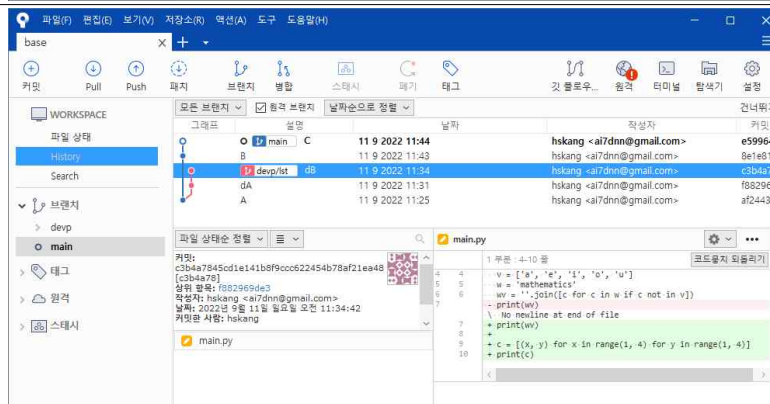 파일(F) 편집(E) 보기(V) 저장소(R) 액션(A) 도구 도움말(H)
base
커밋 Pull Push 패치 브랜치 병합 스태시 폐기 태그 깃 플로우... 원격 터미널 탐색기 설정
WORKSPACE
파일 상태
History
Search
브랜치
devp
main
태그
원격
스태시
모든 브랜치 원격 브랜치 날짜순으로 정렬 건너뛰
그래프 설명 날짜 작성자 커밋
main C 11 9 2022 11:44 hskang <ai7dnn@gmail.com> e5996
B 11 9 2022 11:43 hskang <ai7dnn@gmail.com> 8e1e81
devp/lst dB 11 9 2022 11:34 hskang <ai7dnn@gmail.com> c3b4a7
dA 11 9 2022 11:31 hskang <ai7dnn@gmail.com> f88296
A 11 9 2022 11:25 hskang <ai7dnn@gmail.com> af2443
파일 상태순 정렬
커밋:
c3b4a7845cd1e141b8f9ccc622454b78af21ea48
[c3b4a78]
상위 항목: f882969de3
작성자: hskang <ai7dnn@gmail.com>
날짜: 2022년 9월 11일 일요일 오전 11:34:42
커밋한 사람: hskang
main.py
main.py
1 부문 : 4-10 줄 코드뭉치 되돌리기
4 4 v = ['a', 'e', 'i', 'o', 'u']
5 5 w = 'mathematics'
6 6 wv = ''.join([c for c in w if c not in v])
7 - print(wv)
\ No newline at end of file
7 + print(wv)
8 +
9 + c = [(x, y) for x in range(1, 4) for y in range(1, 4)]
10 + print(c)